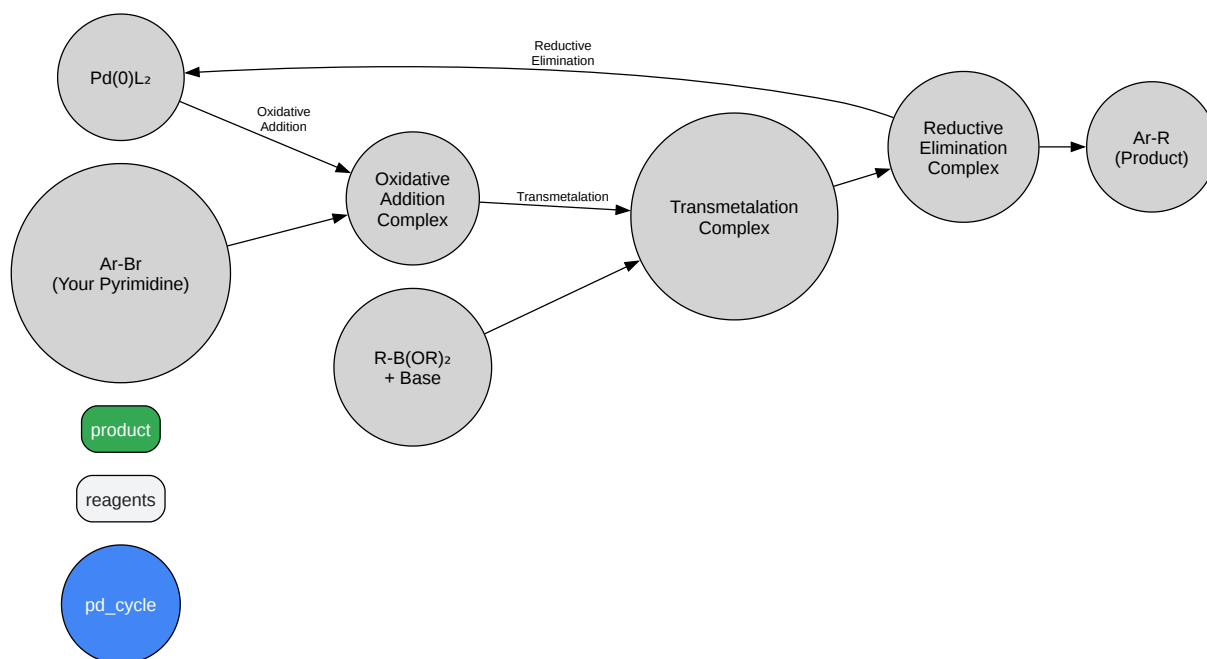 Reductive
Elimination
Pd(0)L₂
Oxidative
Addition
Reductive
Elimination
Complex
Ar-R
(Product)
Oxidative
Addition
Complex
Transmetalation
Transmetalation
Complex
Ar-Br
(Your Pyrimidine)
R-B(OR)₂
+ Base
product
reagents
pd_cycle